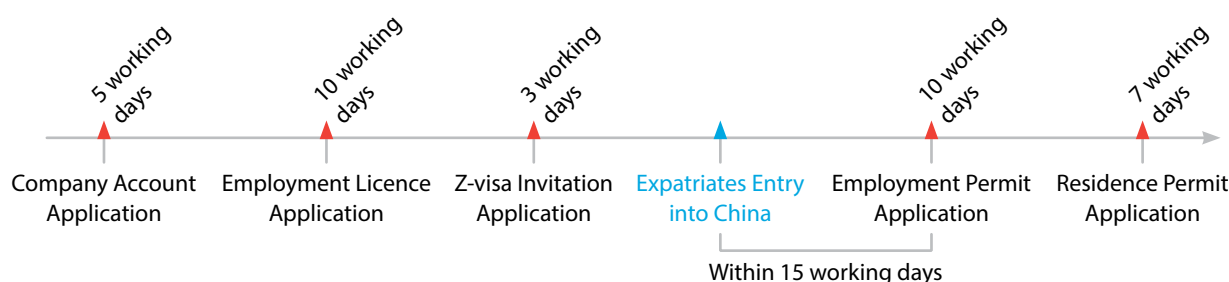 5 working
days
10 working
days
3 working
days
10 working
days
7 working
days
Company Account
Application
Employment Licence
Application
Z-visa Invitation
Application
Expatriates Entry
into China
Employment Permit
Application
Residence Permit
Application
Within 15 working days